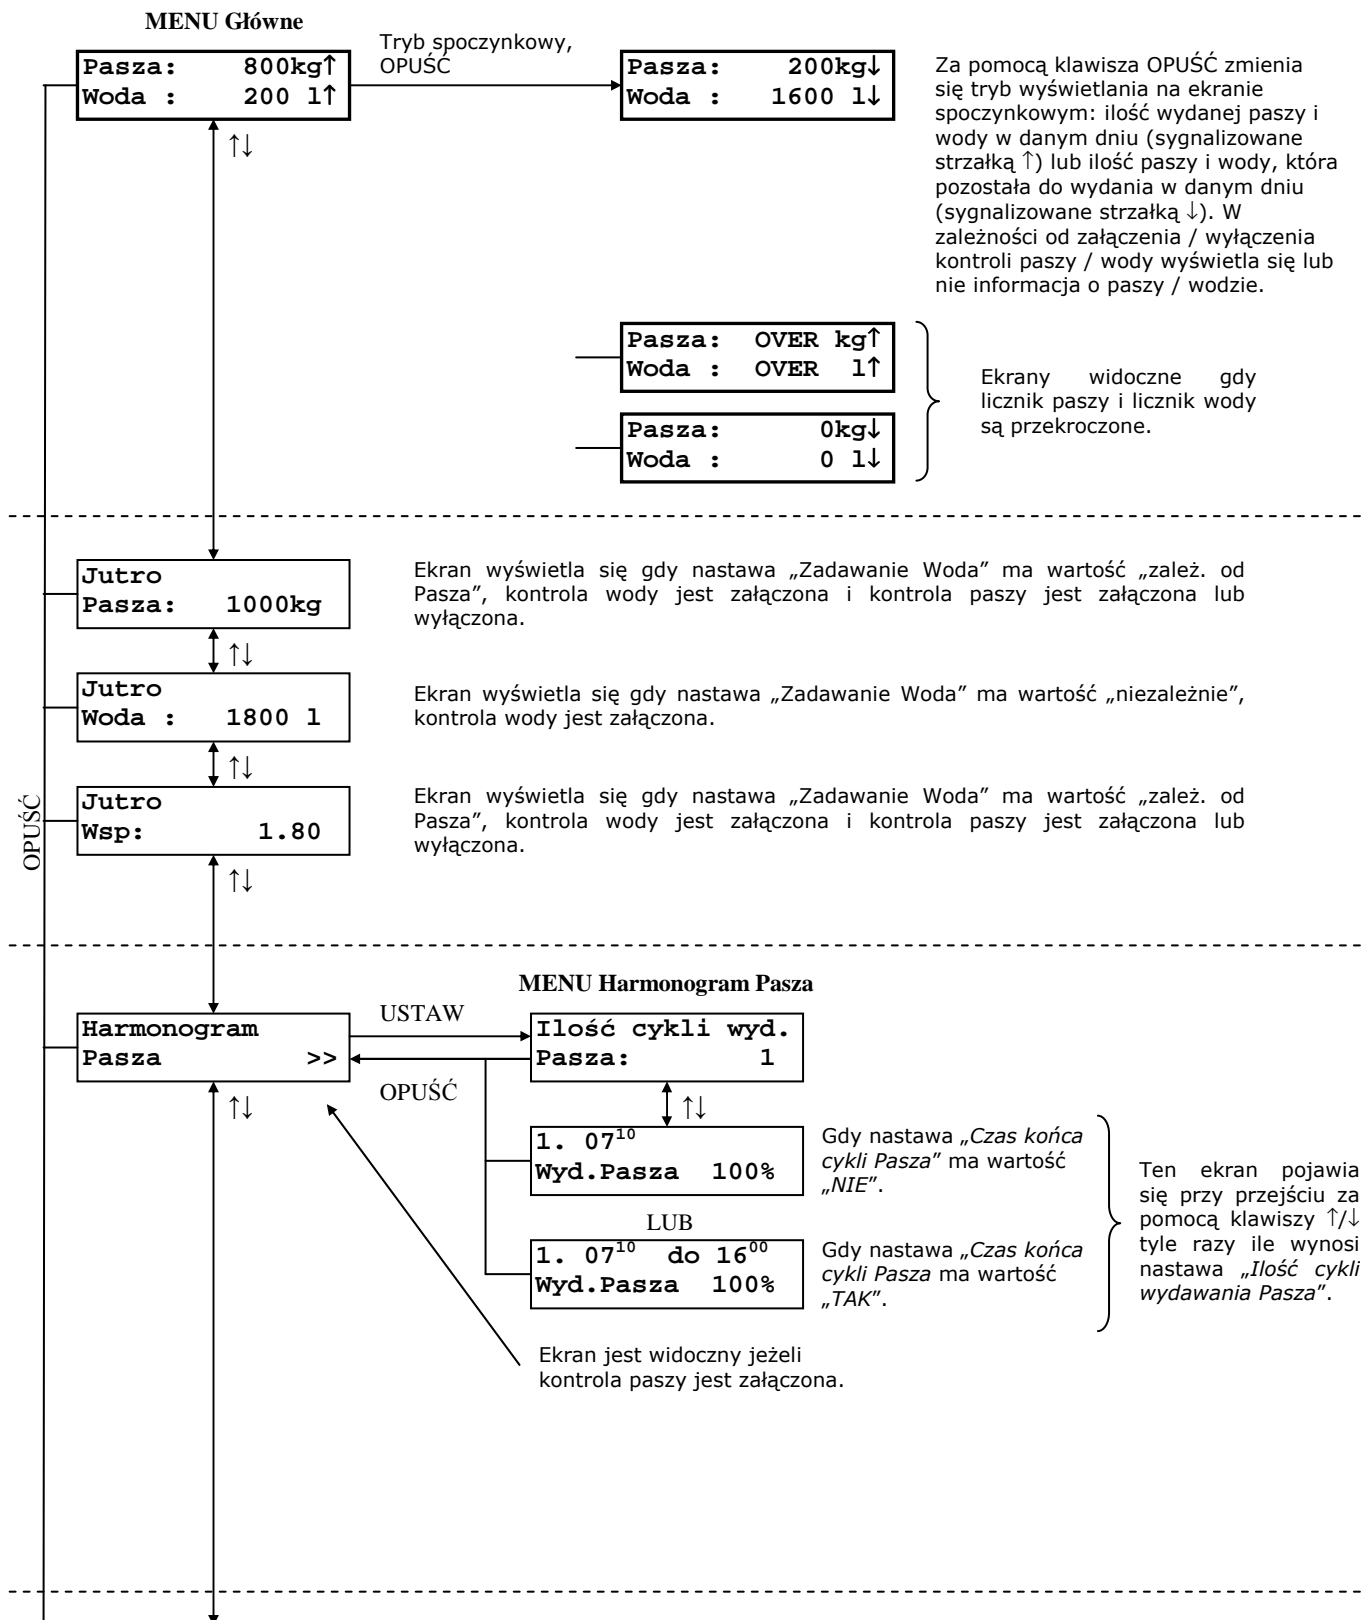 MENU Główne
Pasza: 800kg↑
Woda : 200 l↑
Tryb spoczynkowy,
OPUŚĆ
Pasza: 200kg↓
Woda : 1600 l↓
Za pomocą klawisza OPUŚĆ zmienia
się tryb wyświetlania na ekranie
spoczynkowym: ilość wydanej paszy i
wody w danym dniu (sygnalizowane
strzałką ↑) lub ilość paszy i wody, która
pozostała do wydania w danym dniu
(sygnalizowane strzałką ↓). W
zależności od załączenia / wyłączenia
kontroli paszy / wody wyświetla się lub
nie informacja o paszy / wodzie.
↑↓
Pasza: OVER kg↑
Woda : OVER l↑
Pasza: 0kg↓
Woda : 0 l↓
Ekrany widoczne gdy
licznik paszy i licznik wody
są przekroczone.
Jutro
Pasza: 1000kg
Ekran wyświetla się gdy nastawa „Zadawanie Woda” ma wartość „zależ. od
Pasza”, kontrola wody jest załączona i kontrola paszy jest załączona lub
wyłączona.
↑↓
Jutro
Woda : 1800 l
Ekran wyświetla się gdy nastawa „Zadawanie Woda” ma wartość „niezależnie”,
kontrola wody jest załączona.
↑↓
Jutro
Wsp: 1.80
Ekran wyświetla się gdy nastawa „Zadawanie Woda” ma wartość „zależ. od
Pasza”, kontrola wody jest załączona i kontrola paszy jest załączona lub
wyłączona.
OPUŚĆ
↑↓
MENU Harmonogram Pasza
Harmonogram
Pasza >>
USTAW
OPUŚĆ
Ilość cykli wyd.
Pasza: 1
↑↓
↑↓
1. 07¹⁰
Wyd.Pasza 100%
Gdy nastawa „Czas końca
cykli Pasza” ma wartość
„NIE”.
LUB
1. 07¹⁰ do 16⁰⁰
Wyd.Pasza 100%
Gdy nastawa „Czas końca
cykli Pasza ma wartość
„TAK”.
Ten ekran pojawia
się przy przejściu za
pomocą klawiszy ↑/↓
tyle razy ile wynosi
nastawa „Ilość cykli
wydawania Pasza”.
Ekran jest widoczny jeżeli
kontrola paszy jest załączona.